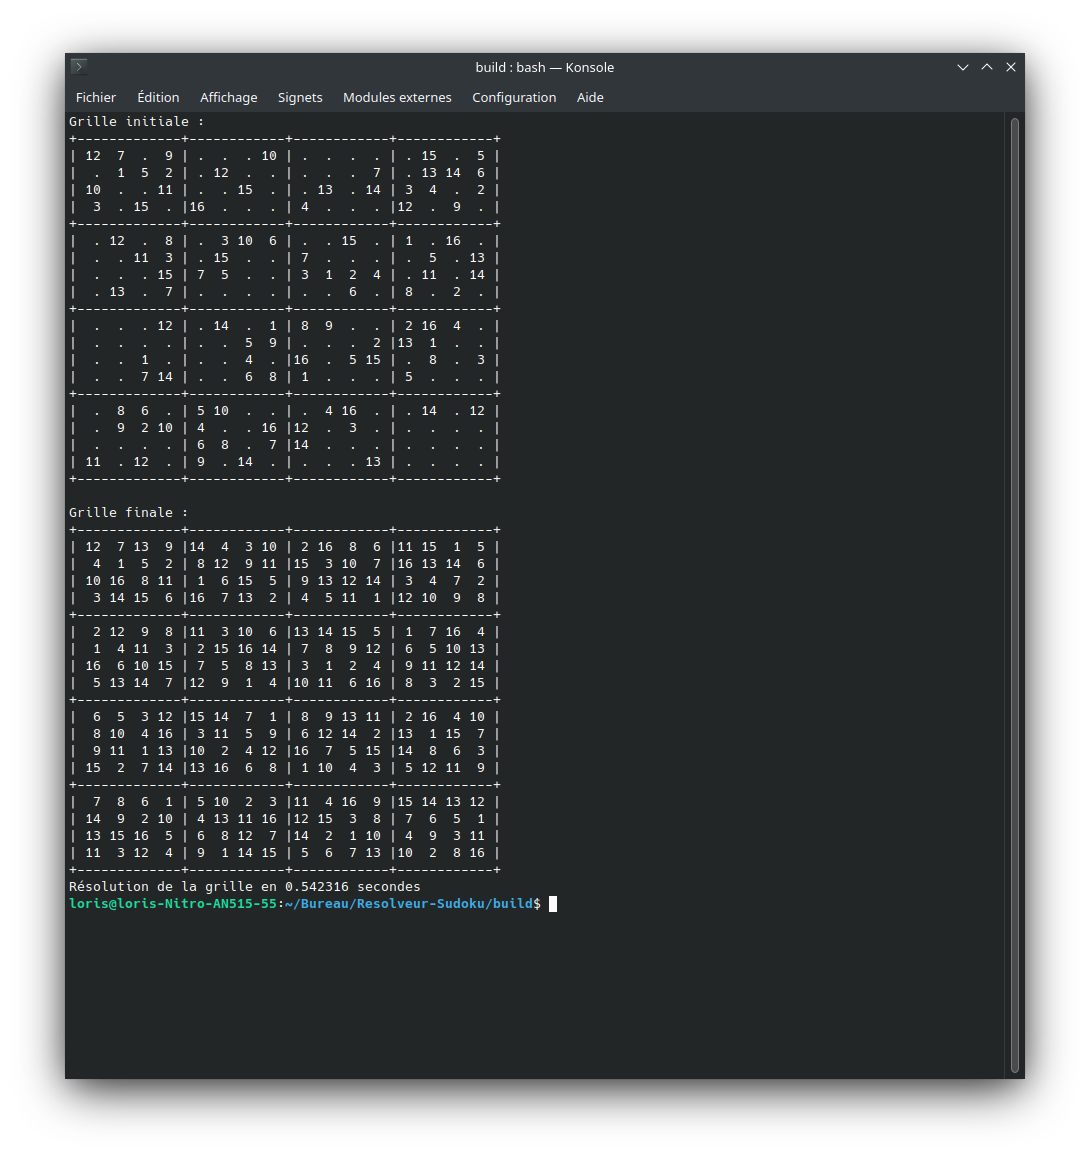 build : bash — Konsole
Fichier Édition Affichage Signets Modules externes Configuration Aide
Grille initiale :
+-------------+------------+------------+------------+
|  12  7  .  9 | .  .  . 10 | .  .  .  . | . 15  .  5 |
|   .  1  5  2 | . 12  .  . | .  .  .  7 | . 13 14  6 |
|  10  .  . 11 | .  . 15  . | . 13  . 14 | 3  4  .  2 |
|   3  . 15  . |16  .  .  . | 4  .  .  . |12  .  9  . |
+-------------+------------+------------+------------+
|   . 12  .  8 | .  3 10  6 | .  . 15  . | 1  . 16  . |
|   .  . 11  3 | . 15  .  . | 7  .  .  . | .  5  . 13 |
|   .  .  . 15 | 7  5  .  . | 3  1  2  4 | . 11  . 14 |
|   . 13  .  7 | .  .  .  . | .  .  6  . | 8  .  2  . |
+-------------+------------+------------+------------+
|   .  .  . 12 | . 14  .  1 | 8  9  .  . | 2 16  4  . |
|   .  .  .  . | .  .  5  9 | .  .  .  2 |13  1  .  . |
|   .  .  1  . | .  .  4  . |16  .  5 15 | .  8  .  3 |
|   .  .  7 14 | .  .  6  8 | 1  .  .  . | 5  .  .  . |
+-------------+------------+------------+------------+
|   .  8  6  . | 5 10  .  . | .  4 16  . | . 14  . 12 |
|   .  9  2 10 | 4  .  . 16 |12  .  3  . | .  .  .  . |
|   .  .  .  . | 6  8  .  7 |14  .  .  . | .  .  .  . |
|  11  . 12  . | 9  . 14  . | .  .  . 13 | .  .  .  . |
+-------------+------------+------------+------------+
Grille finale :
+-------------+------------+------------+------------+
|  12  7 13  9 |14  4  3 10 | 2 16  8  6 |11 15  1  5 |
|   4  1  5  2 | 8 12  9 11 |15  3 10  7 |16 13 14  6 |
|  10 16  8 11 | 1  6 15  5 | 9 13 12 14 | 3  4  7  2 |
|   3 14 15  6 |16  7 13  2 | 4  5 11  1 |12 10  9  8 |
+-------------+------------+------------+------------+
|   2 12  9  8 |11  3 10  6 |13 14 15  5 | 1  7 16  4 |
|   1  4 11  3 | 2 15 16 14 | 7  8  9 12 | 6  5 10 13 |
|  16  6 10 15 | 7  5  8 13 | 3  1  2  4 | 9 11 12 14 |
|   5 13 14  7 |12  9  1  4 |10 11  6 16 | 8  3  2 15 |
+-------------+------------+------------+------------+
|   6  5  3 12 |15 14  7  1 | 8  9 13 11 | 2 16  4 10 |
|   8 10  4 16 | 3 11  5  9 | 6 12 14  2 |13  1 15  7 |
|   9 11  1 13 |10  2  4 12 |16  7  5 15 |14  8  6  3 |
|  15  2  7 14 |13 16  6  8 | 1 10  4  3 | 5 12 11  9 |
+-------------+------------+------------+------------+
|   7  8  6  1 | 5 10  2  3 |11  4 16  9 |15 14 13 12 |
|  14  9  2 10 | 4 13 11 16 |12 15  3  8 | 7  6  5  1 |
|  13 15 16  5 | 6  8 12  7 |14  2  1 10 | 4  9  3 11 |
|  11  3 12  4 | 9  1 14 15 | 5  6  7 13 |10  2  8 16 |
+-------------+------------+------------+------------+
Résolution de la grille en 0.542316 secondes
loris@loris-Nitro-AN515-55:~/Bureau/Resolveur-Sudoku/build$